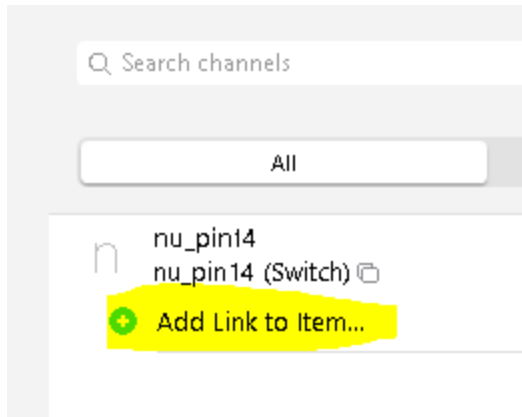 Search channels
All
n
nu_pin14
nu_pin14 (Switch)
Add Link to Item...